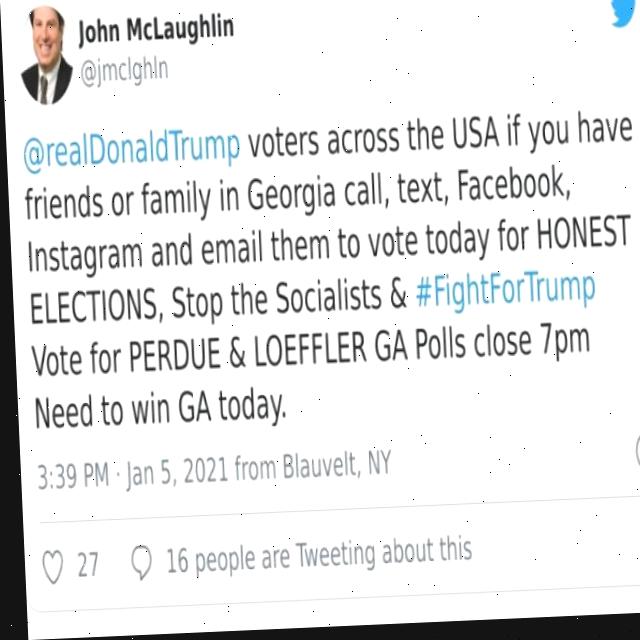 John McLaughlin
@jmclghln
@realDonaldTrump voters across the USA if you have
friends or family in Georgia call, text, Facebook,
Instagram and email them to vote today for HONEST
ELECTIONS, Stop the Socialists & #FightForTrump
Vote for PERDUE & LOEFFLER GA Polls close 7pm
Need to win GA today.
3:39 PM · Jan 5, 2021 from Blauvelt, NY
27 16 people are Tweeting about this